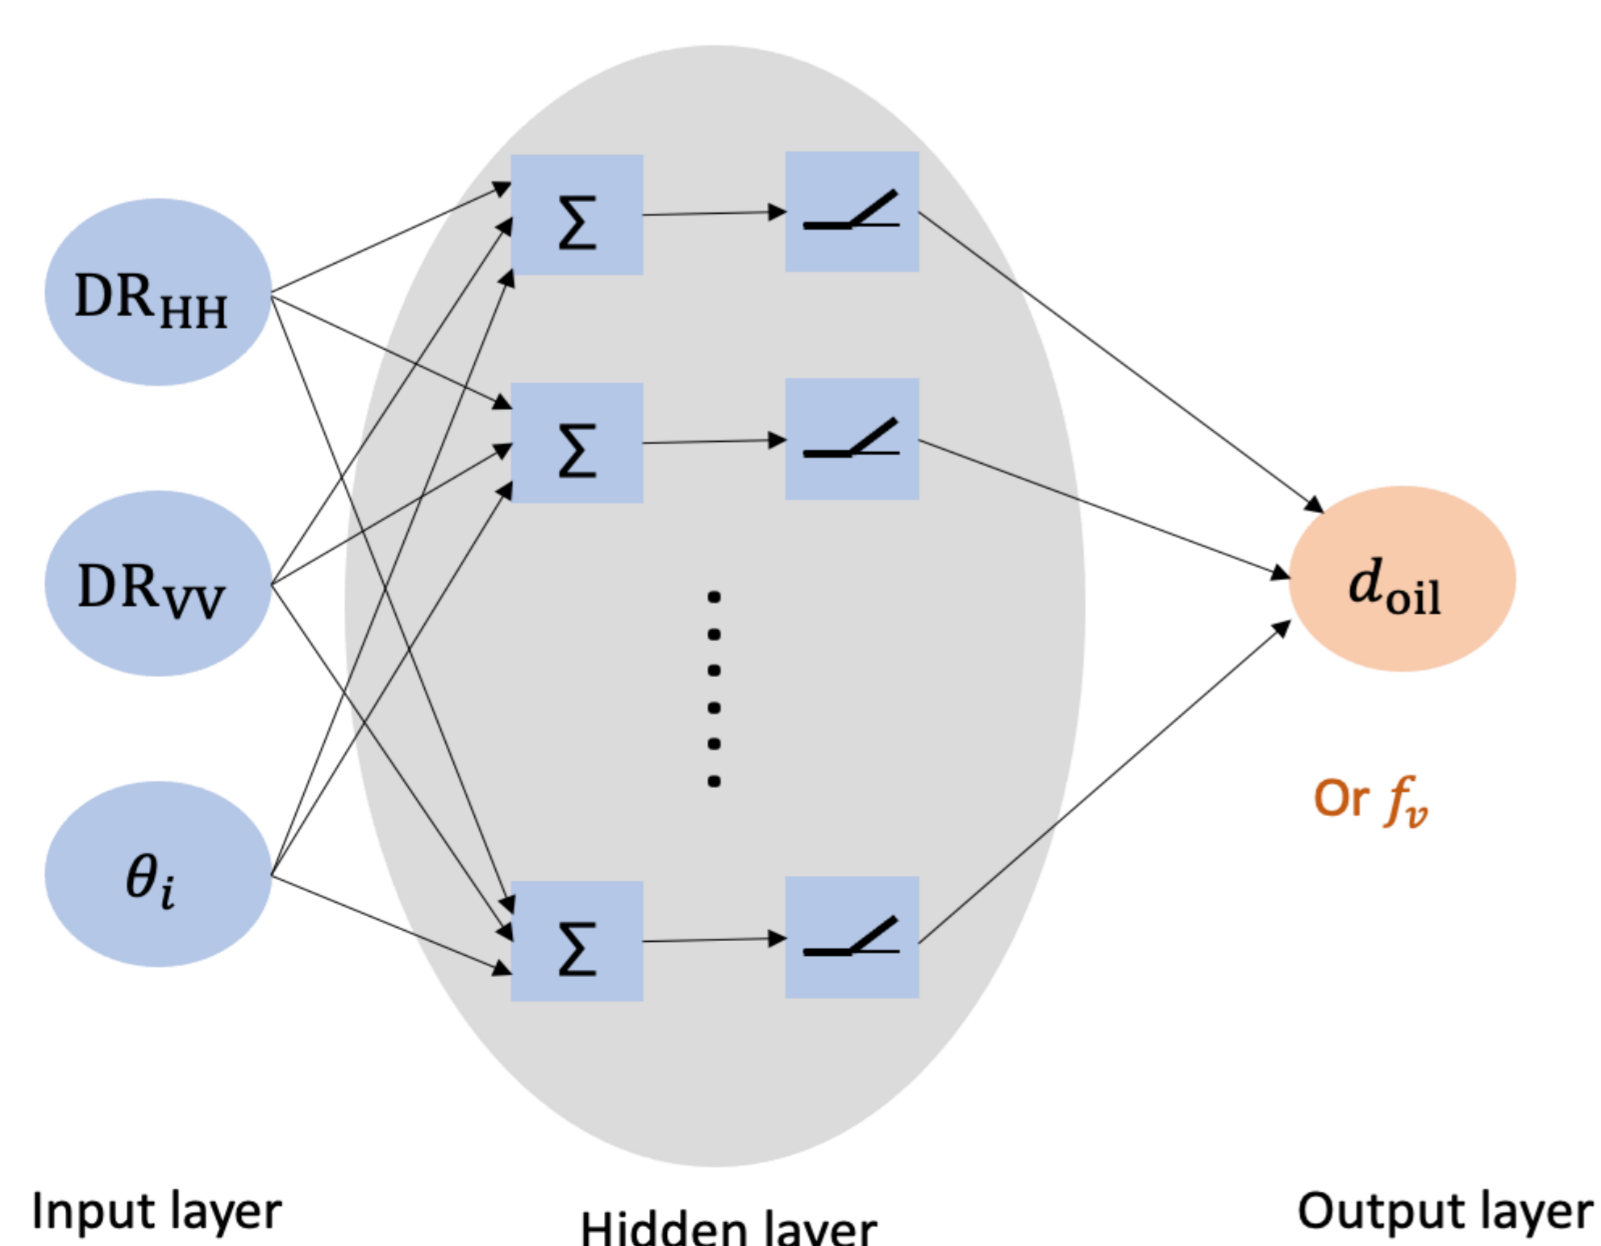 DR_HH
Σ
Σ
DR_VV
d_oil
Or f_v
θ_i
Σ
Input layer
Hidden layer
Output layer